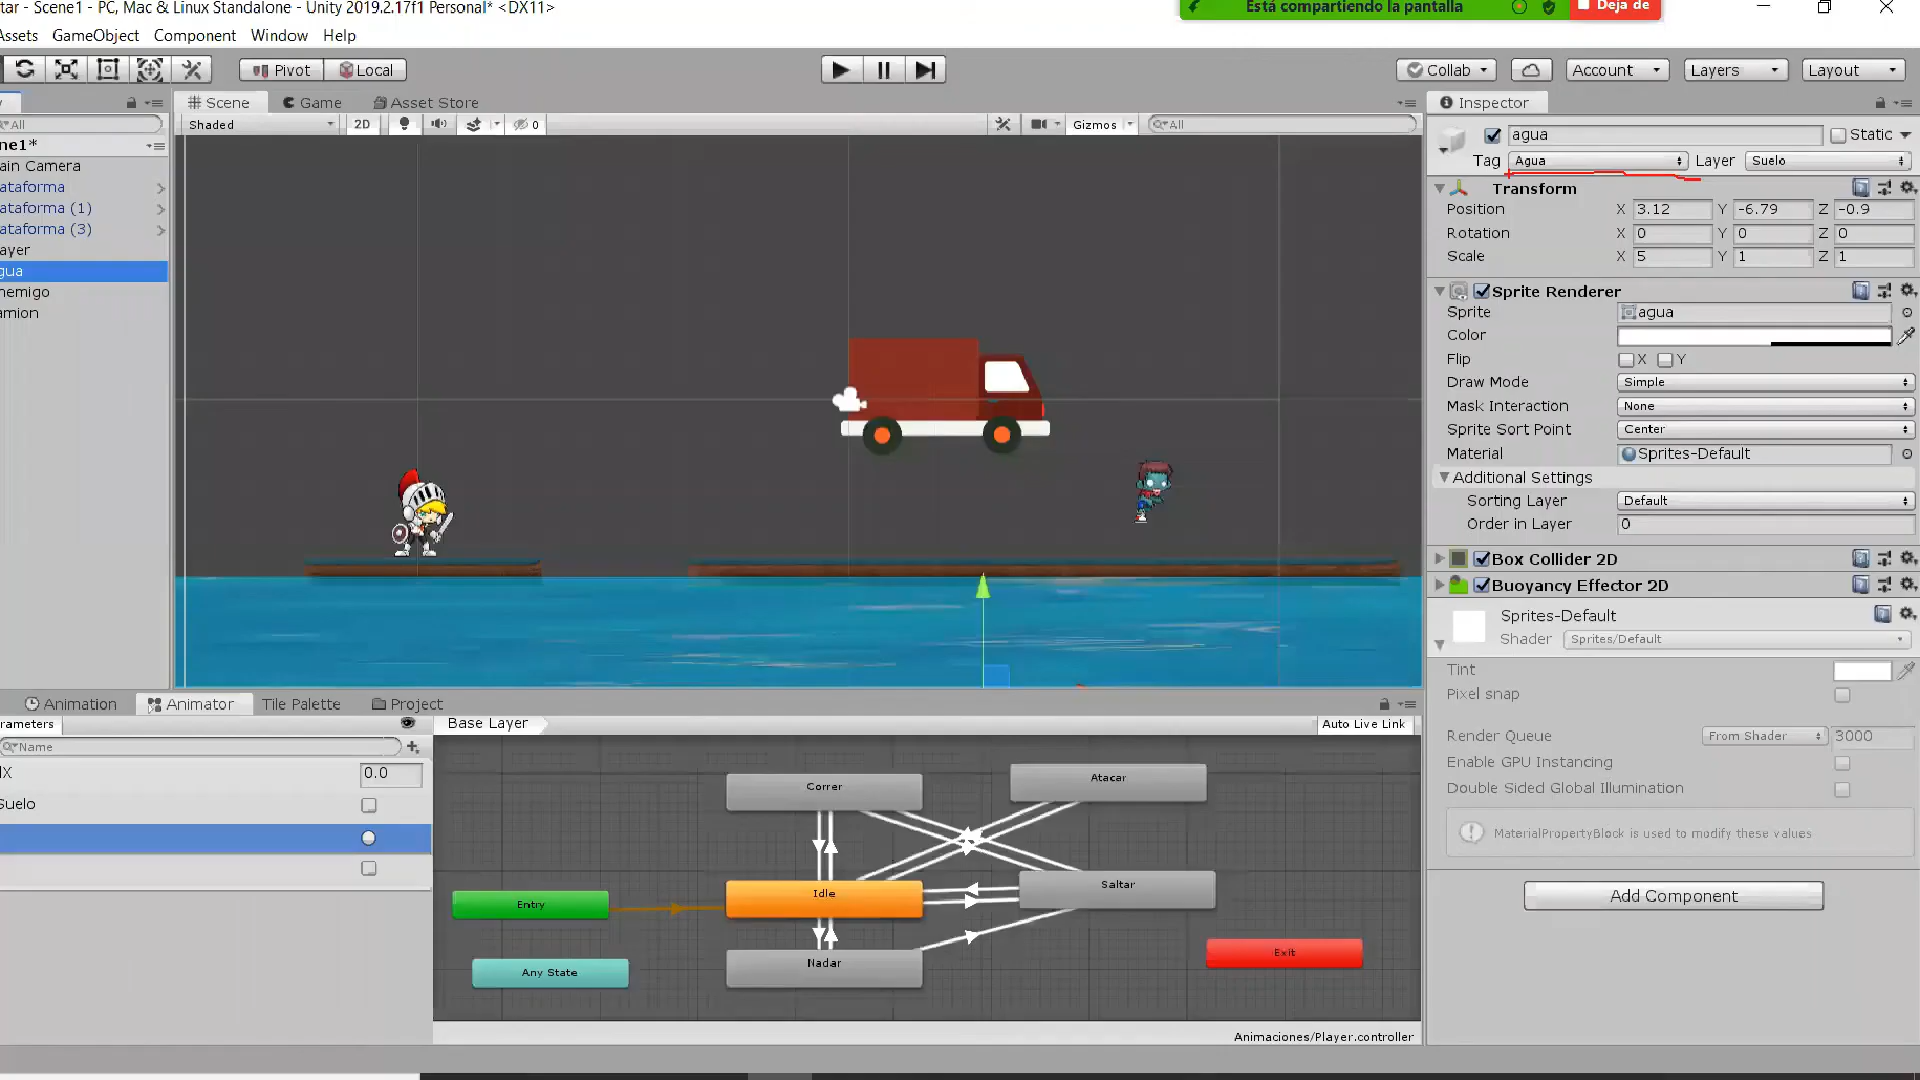 tar - Scene1 - PC, Mac & Linux Standalone - Unity 2019.2.17f1 Personal* <DX11>
Está compartiendo la pantalla
Deja de
Assets GameObject Component Window Help
Pivot Local
Collab Account Layers Layout
Scene Game Asset Store
Inspector
All
Shaded 2D 0 Gizmos All
ne1*
ain Camera
ataforma
ataforma (1)
ataforma (3)
ayer
gua
nemigo
amion
agua Static
Tag Agua Layer Suelo
Transform
Position X 3.12 Y -6.79 Z -0.9
Rotation X 0 Y 0 Z 0
Scale X 5 Y 1 Z 1
Sprite Renderer
Sprite agua
Color
Flip X Y
Draw Mode Simple
Mask Interaction None
Sprite Sort Point Center
Material Sprites-Default
Additional Settings
Sorting Layer Default
Order in Layer 0
Box Collider 2D
Buoyancy Effector 2D
Sprites-Default
Shader Sprites/Default
Tint
Pixel snap
Render Queue From Shader 3000
Enable GPU Instancing
Double Sided Global Illumination
MaterialPropertyBlock is used to modify these values
Add Component
Animation Animator Tile Palette Project
rameters
Base Layer
Auto Live Link
Name
lX 0.0
Suelo
Correr
Atacar
Idle
Saltar
Entry
Nadar
Any State
Exit
Animaciones/Player.controller